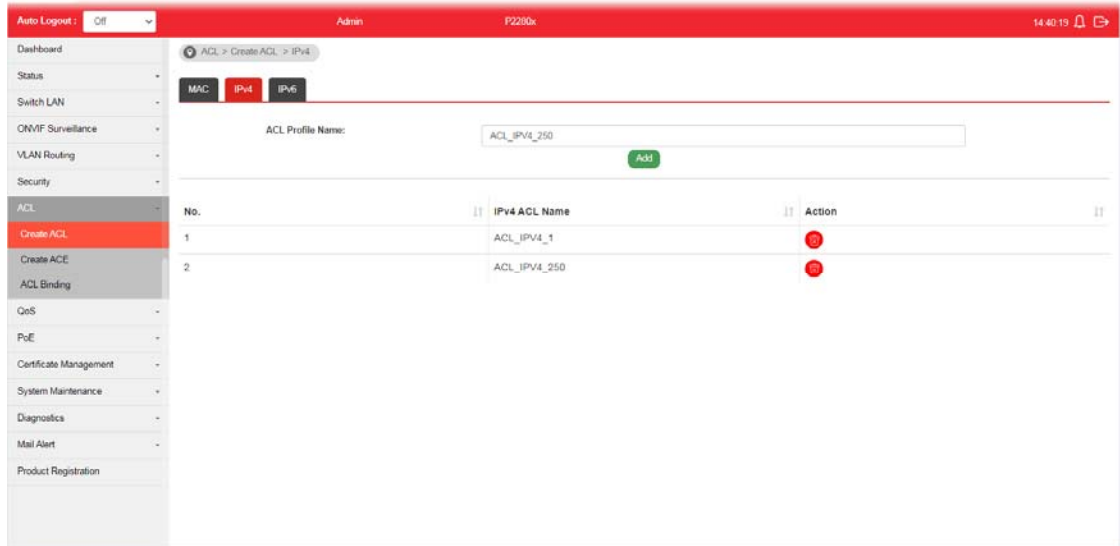 Auto Logout : Off Admin P2280x 14:40:19
Dashboard
Status
Switch LAN
ONVIF Surveillance
VLAN Routing
Security
ACL
Create ACL
Create ACE
ACL Binding
QoS
PoE
Certificate Management
System Maintenance
Diagnostics
Mail Alert
Product Registration
ACL > Create ACL > IPv4
MAC IPv4 IPv6
ACL Profile Name: ACL_IPV4_250
Add
No. IPv4 ACL Name Action
1 ACL_IPV4_1
2 ACL_IPV4_250